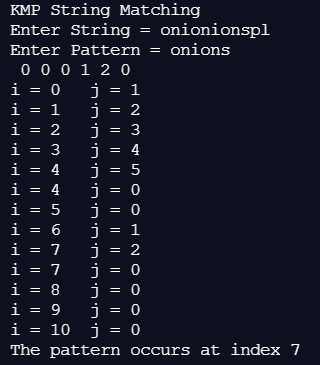 KMP String Matching
Enter String = onionionspl
Enter Pattern = onions
0 0 0 1 2 0
i = 0 j = 1
i = 1 j = 2
i = 2 j = 3
i = 3 j = 4
i = 4 j = 5
i = 4 j = 0
i = 5 j = 0
i = 6 j = 1
i = 7 j = 2
i = 7 j = 0
i = 8 j = 0
i = 9 j = 0
i = 10 j = 0
The pattern occurs at index 7